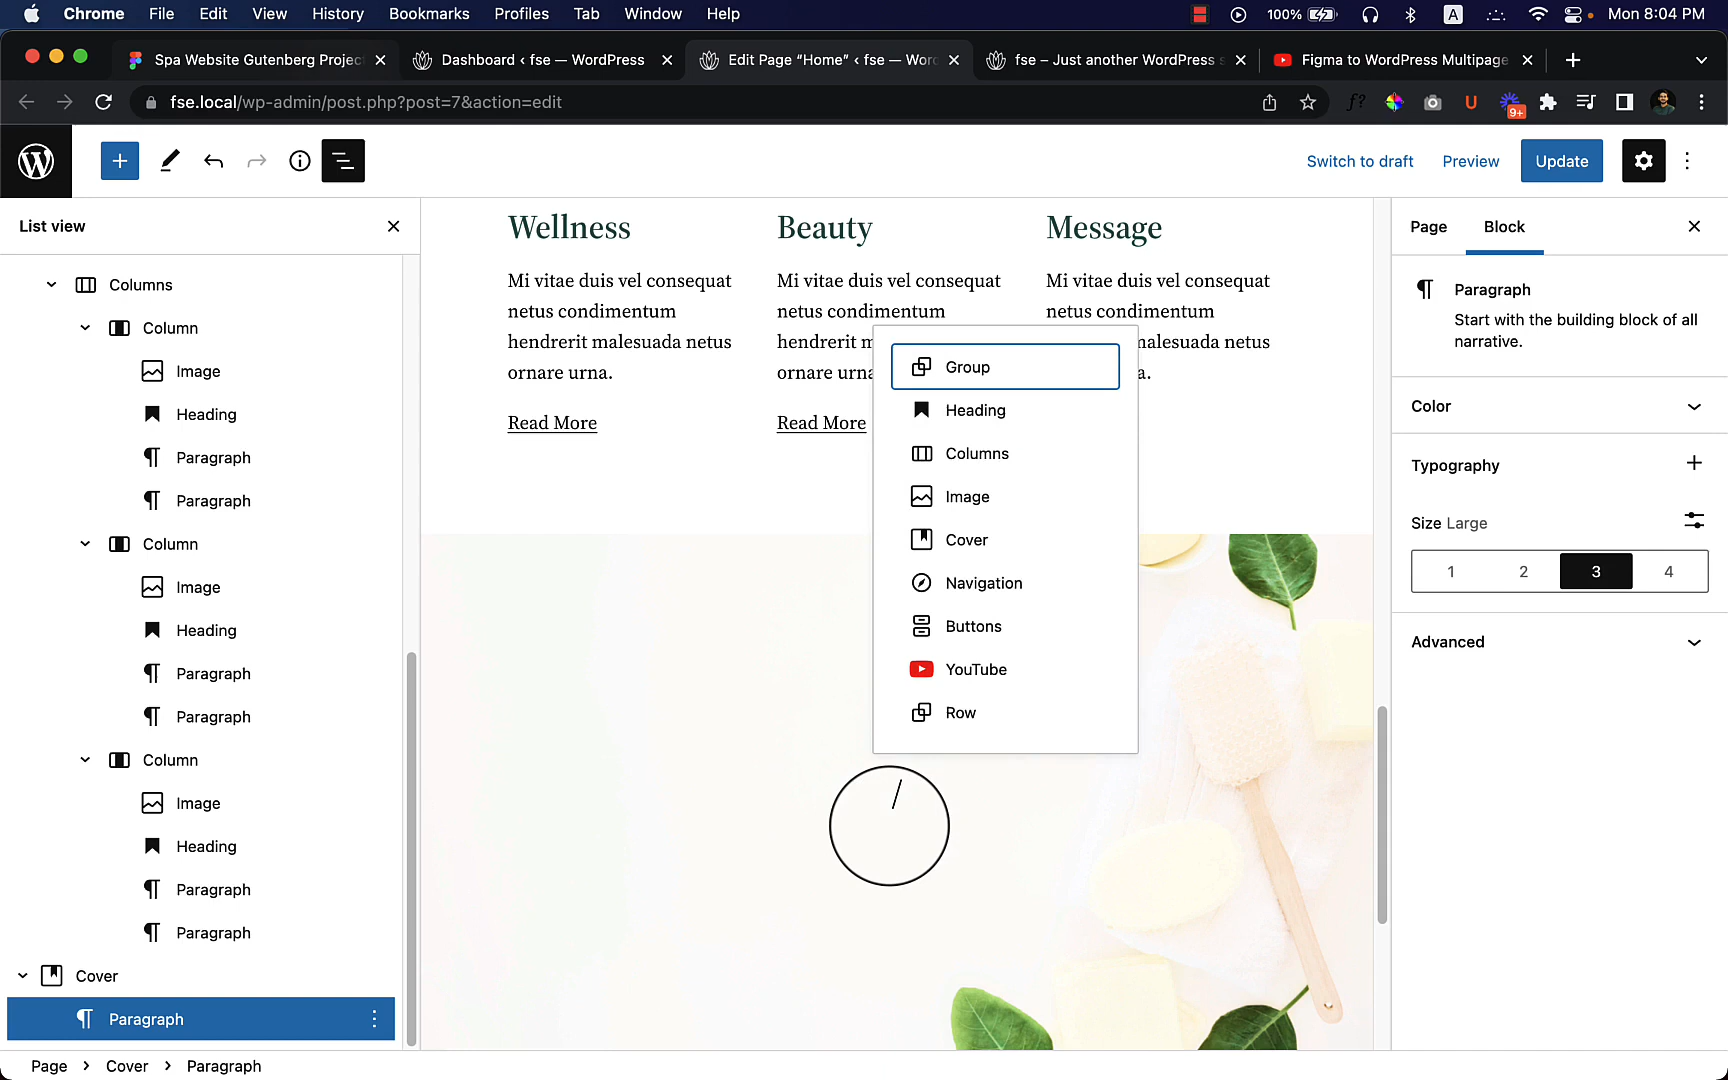 Chrome File Edit View History Bookmarks Profiles Tab Window Help 100% A Mon 8:04 PM
Spa Website Gutenberg Projec Dashboard ‹ fse — WordPress Edit Page “Home” ‹ fse — Wor fse – Just another WordPress s Figma to WordPress Multipage
fse.local/wp-admin/post.php?post=7&action=edit f? U 9+
Switch to draft Preview Update
List view
Columns
Column
Image
Heading
Paragraph
Paragraph
Column
Image
Heading
Paragraph
Paragraph
Column
Image
Heading
Paragraph
Paragraph
Cover
Paragraph
Wellness
Mi vitae duis vel consequat
netus condimentum
hendrerit malesuada netus
ornare urna.
Read More
Beauty
Mi vitae duis vel consequat
netus condimentum
hendrerit
ornare urna
Read More
Message
Mi vitae duis vel consequat
netus condimentum
malesuada netus
a.
Group
Heading
Columns
Image
Cover
Navigation
Buttons
YouTube
Row
/
Page Block
Paragraph
Start with the building block of all
narrative.
Color
Typography
Size Large
1 2 3 4
Advanced
Page › Cover › Paragraph